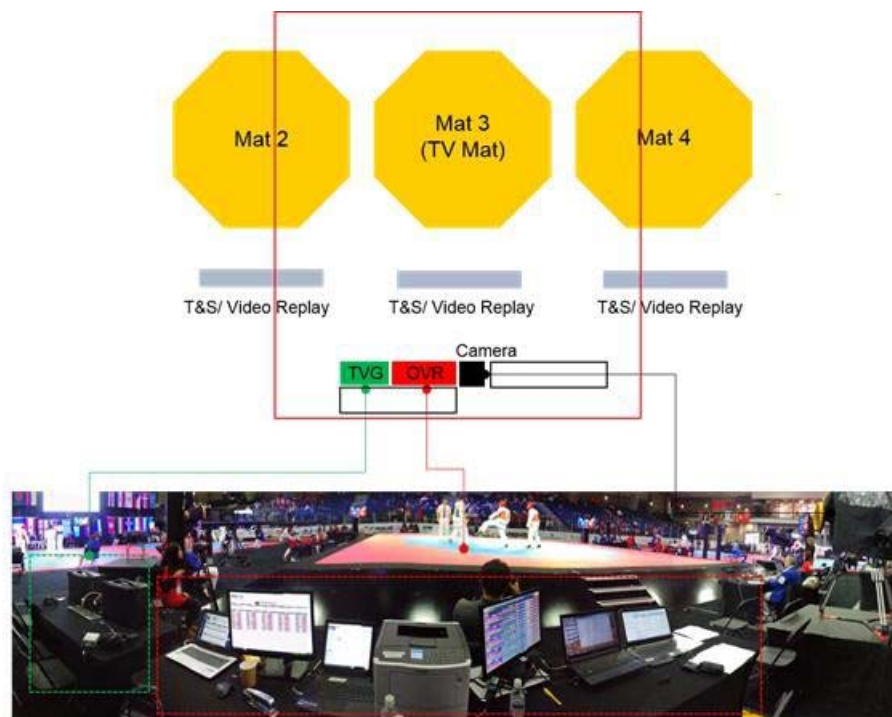 Mat 2
Mat 3
(TV Mat)
Mat 4
T&S/ Video Replay
T&S/ Video Replay
T&S/ Video Replay
Camera
TVG
OVR